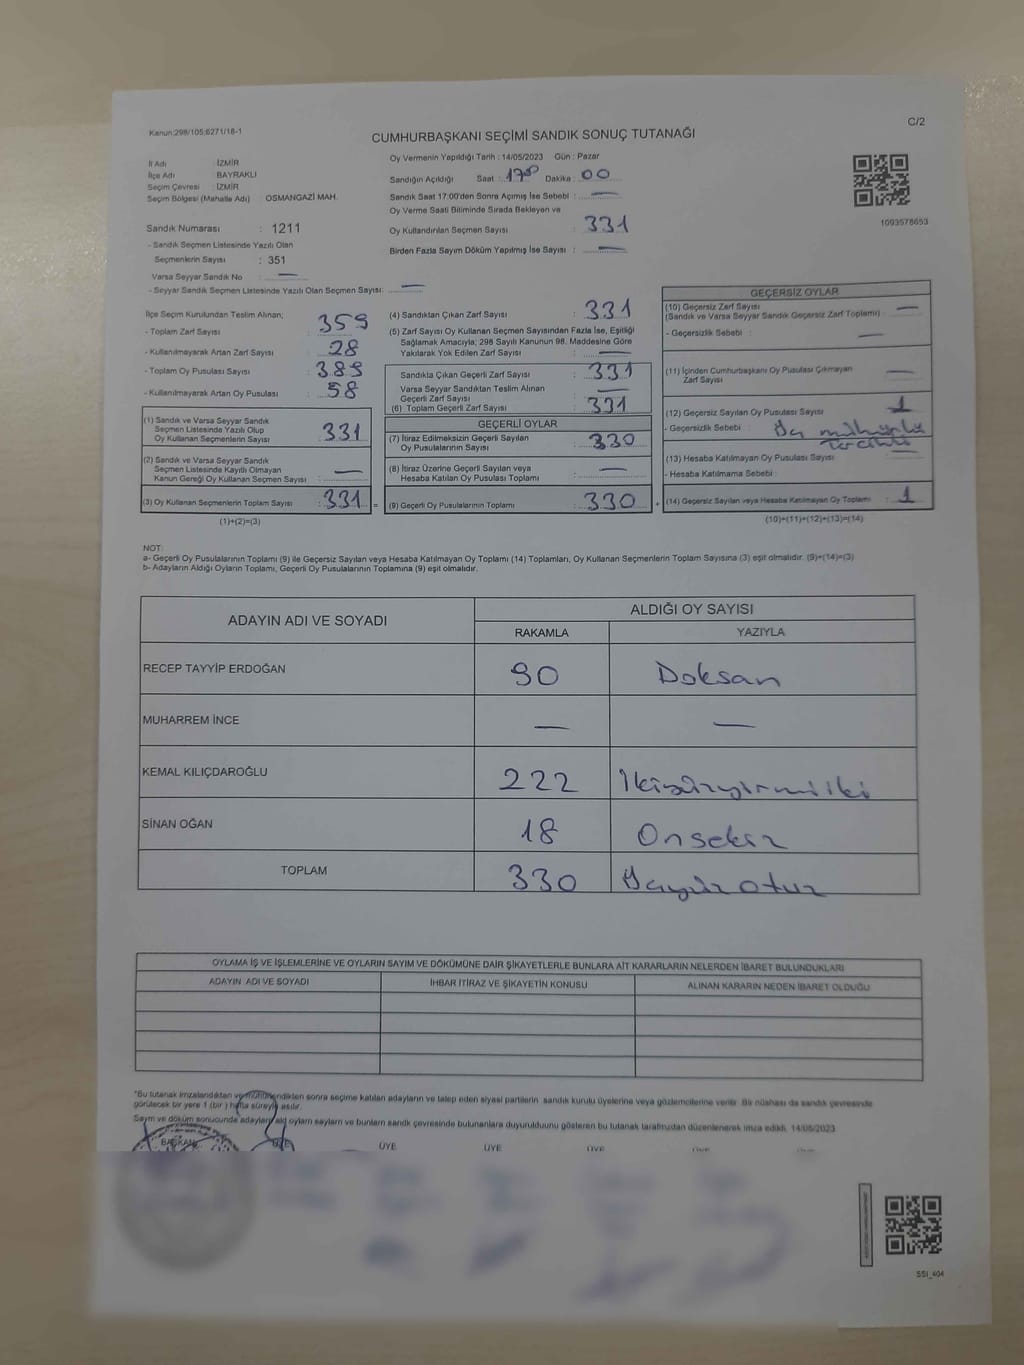 Kanun:298/105;6271/18-1
C/2
CUMHURBAŞKANI SEÇİMİ SANDIK SONUÇ TUTANAĞI
İl Adı : İZMİR
İlçe Adı : BAYRAKLI
Seçim Çevresi : İZMİR
Seçim Bölgesi (Mahalle Adı) : OSMANGAZİ MAH.
Oy Vermenin Yapıldığı Tarih : 14/05/2023 Gün : Pazar
Sandığın Açıldığı Saat : Dakika : 00
Sandık Saat 17:00'den Sonra Açımış İse Sebebi : —
Oy Verme Saati Bitiminde Sırada Bekleyen ve
Oy Kullandırılan Seçmen Sayısı : 331
Birden Fazla Sayım Döküm Yapılmış İse Sayısı : —
1093578653
Sandık Numarası : 1211
- Sandık Seçmen Listesinde Yazılı Olan
Seçmenlerin Sayısı : 351
Varsa Seyyar Sandık No : —
- Seyyar Sandık Seçmen Listesinde Yazılı Olan Seçmen Sayısı: —
İlçe Seçim Kurulundan Teslim Alınan;
- Toplam Zarf Sayısı : 359
- Kullanılmayarak Artan Zarf Sayısı : 28
- Toplam Oy Pusulası Sayısı : 389
- Kullanılmayarak Artan Oy Pusulası : 58
(1) Sandık ve Varsa Seyyar Sandık
Seçmen Listesinde Yazılı Olup
Oy Kullanan Seçmenlerin Sayısı : 331
(2) Sandık ve Varsa Seyyar Sandık
Seçmen Listesinde Kayıtlı Olmayan
Kanun Gereği Oy Kullanan Seçmen Sayısı : —
(3) Oy Kullanan Seçmenlerin Toplam Sayısı : 331 =
(1)+(2)=(3)
(4) Sandıktan Çıkan Zarf Sayısı : 331
(5) Zarf Sayısı Oy Kullanan Seçmen Sayısından Fazla İse, Eşitliği
Sağlamak Amacıyla; 298 Sayılı Kanunun 98. Maddesine Göre
Yakılarak Yok Edilen Zarf Sayısı : —
Sandıkta Çıkan Geçerli Zarf Sayısı : 331
Varsa Seyyar Sandıktan Teslim Alınan
Geçerli Zarf Sayısı : —
(6) Toplam Geçerli Zarf Sayısı : 331
GEÇERLİ OYLAR
(7) İtiraz Edilmeksizin Geçerli Sayılan
Oy Pusulalarının Sayısı : 330
(8) İtiraz Üzerine Geçerli Sayılan veya
Hesaba Katılan Oy Pusulası Toplamı : —
(9) Geçerli Oy Pusulalarının Toplamı : 330 +
GEÇERSİZ OYLAR
(10) Geçersiz Zarf Sayısı : —
(Sandık ve Varsa Seyyar Sandık Geçersiz Zarf Toplamı)
- Geçersizlik Sebebi : —
(11) İçinden Cumhurbaşkanı Oy Pusulası Çıkmayan
Zarf Sayısı : —
(12) Geçersiz Sayılan Oy Pusulası Sayısı : 1
- Geçersizlik Sebebi :
(13) Hesaba Katılmayan Oy Pusulası Sayısı : —
- Hesaba Katılmama Sebebi :
(14) Geçersiz Sayılan veya Hesaba Katılmayan Oy Toplamı : 1
(10)+(11)+(12)+(13)=(14)
NOT:
a- Geçerli Oy Pusulalarının Toplamı (9) ile Geçersiz Sayılan veya Hesaba Katılmayan Oy Toplamı (14) Toplamları, Oy Kullanan Seçmenlerin Toplam Sayısına (3) eşit olmalıdır. (9)+(14)=(3)
b- Adayların Aldığı Oyların Toplamı, Geçerli Oy Pusulalarının Toplamına (9) eşit olmalıdır.
ADAYIN ADI VE SOYADI ALDIĞI OY SAYISI
RAKAMLA YAZIYLA
RECEP TAYYİP ERDOĞAN 90 Doksan
MUHARREM İNCE — —
KEMAL KILIÇDAROĞLU 222 İkiyüzyirmiiki
SİNAN OĞAN 18 Onsekiz
TOPLAM 330 Üçyüzotuz
OYLAMA İŞ VE İŞLEMLERİNE VE OYLARIN SAYIM VE DÖKÜMÜNE DAİR ŞİKAYETLERLE BUNLARA AİT KARARLARIN NELERDEN İBARET BULUNDUKLARI
ADAYIN ADI VE SOYADI İHBAR İTİRAZ VE ŞİKAYETİN KONUSU ALINAN KARARIN NEDEN İBARET OLDUĞU
*Bu tutanak imzalandıktan ve mühürlendikten sonra seçime katılan adayların ve talep eden siyasi partilerin sandık kurulu üyelerine veya gözlemcilerine verilir. Bir nüshası da sandık çevresinde
görülecek bir yere 1 (bir ) hafta süreyle asılır.
Sayım ve döküm sonucunda adayların ait oyların sayıların ve bunların sandık çevresinde bulunanlara duyurulduunu gösteren bu tutanak tarafımızdan düzenlenerek imza edildi. 14/05/2023
BAŞKAN ÜYE ÜYE ÜYE ÜYE ÜYE
SSI_404